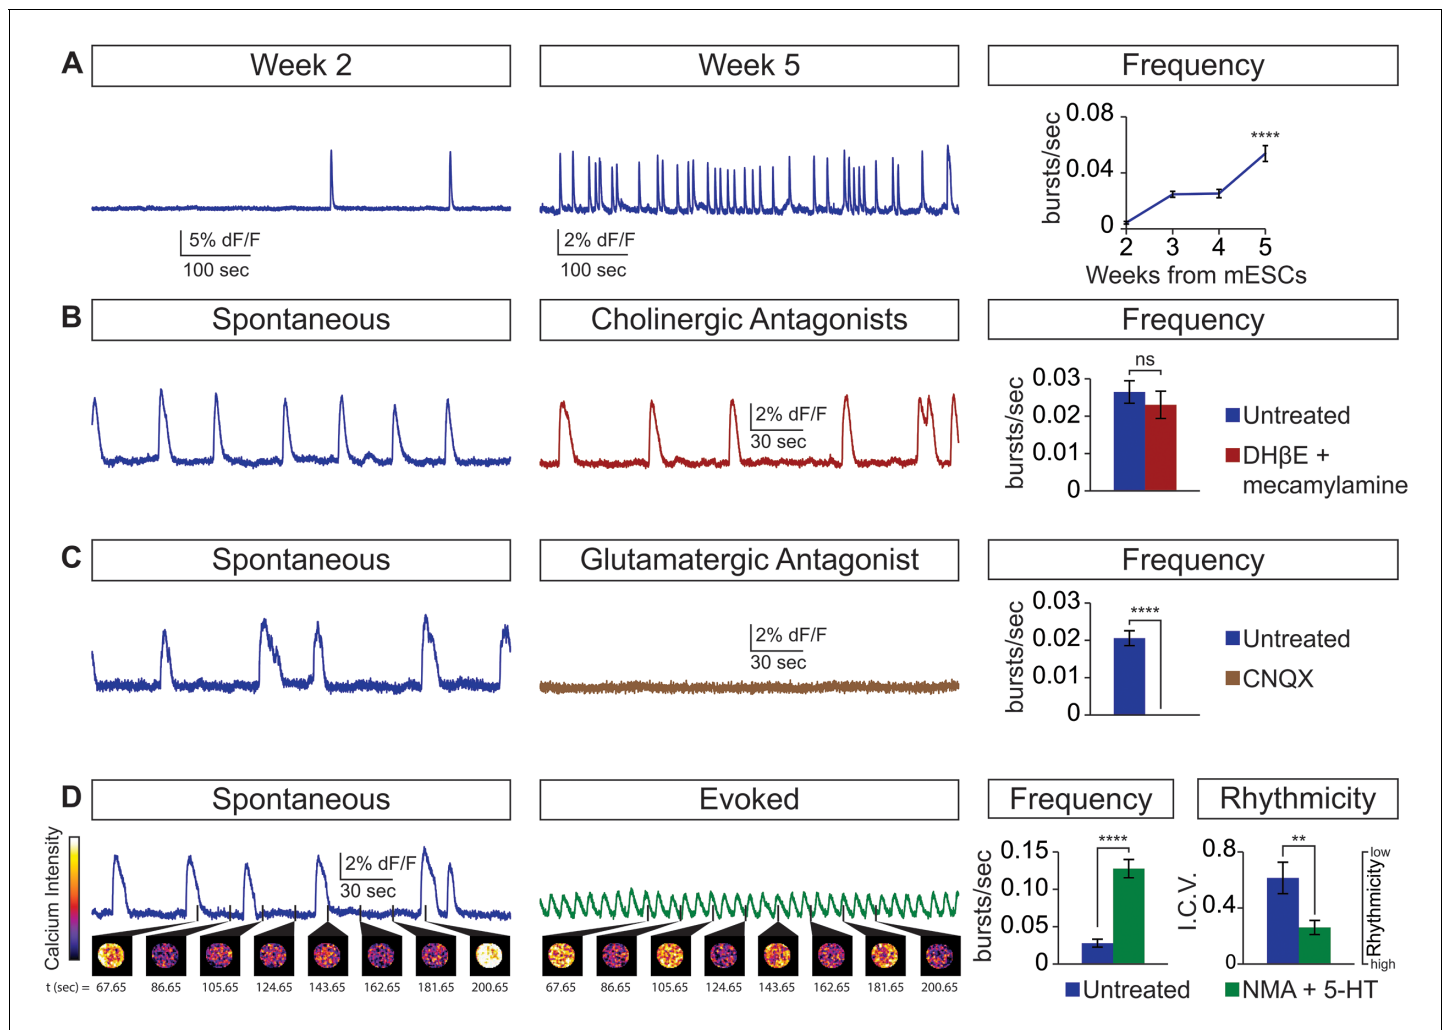 A
Week 2
Week 5
Frequency
5% dF/F
100 sec
2% dF/F
100 sec
bursts/sec
0.08
0.04
0
****
2 3 4 5
Weeks from mESCs
B
Spontaneous
Cholinergic Antagonists
Frequency
2% dF/F
30 sec
bursts/sec
0.03
0.02
0.01
0
ns
Untreated
DHβE +
mecamylamine
C
Spontaneous
Glutamatergic Antagonist
Frequency
2% dF/F
30 sec
bursts/sec
0.03
0.02
0.01
0
****
Untreated
CNQX
D
Spontaneous
Evoked
Frequency
Rhythmicity
Calcium Intensity
2% dF/F
30 sec
t (sec) = 67.65 86.65 105.65 124.65 143.65 162.65 181.65 200.65
67.65 86.65 105.65 124.65 143.65 162.65 181.65 200.65
bursts/sec
0.15
0.10
0.05
0
****
I.C.V.
0.8
0.4
0
**
low
Rhythmicity
high
Untreated
NMA + 5-HT